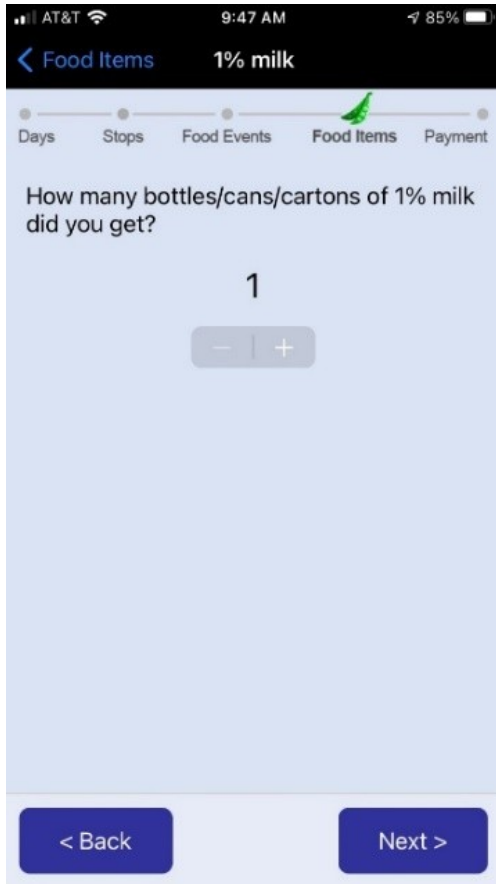 AT&T 9:47 AM 85%
< Food Items 1% milk
Days Stops Food Events Food Items Payment
How many bottles/cans/cartons of 1% milk
did you get?
1
− | +
< Back Next >